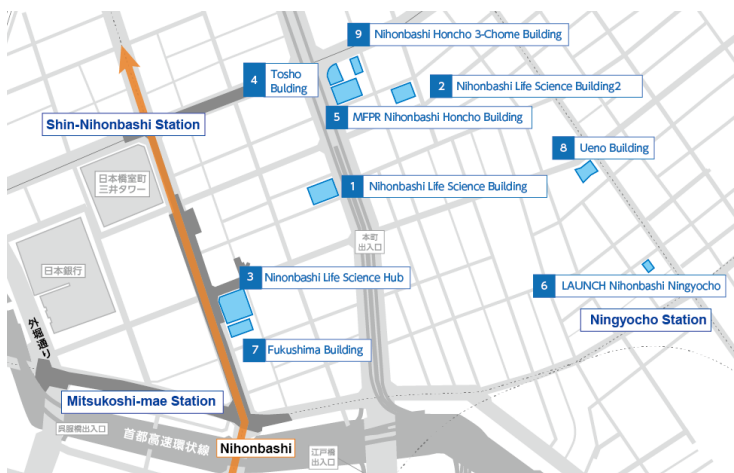 9 Nihonbashi Honcho 3-Chome Building
4 Tosho
Bulding
2 Nihonbashi Life Science Building2
5 MFPR Nihonbashi Honcho Building
Shin-Nihonbashi Station
8 Ueno Building
日本橋室町
三井タワー
1 Nihonbashi Life Science Building
本町
出入口
日本銀行
3 Ninonbashi Life Science Hub
6 LAUNCH Nihonbashi Ningyocho
外堀通り
Ningyocho Station
7 Fukushima Building
Mitsukoshi-mae Station
呉服橋出入口
首都高速環状線
Nihonbashi
江戸橋
出入口